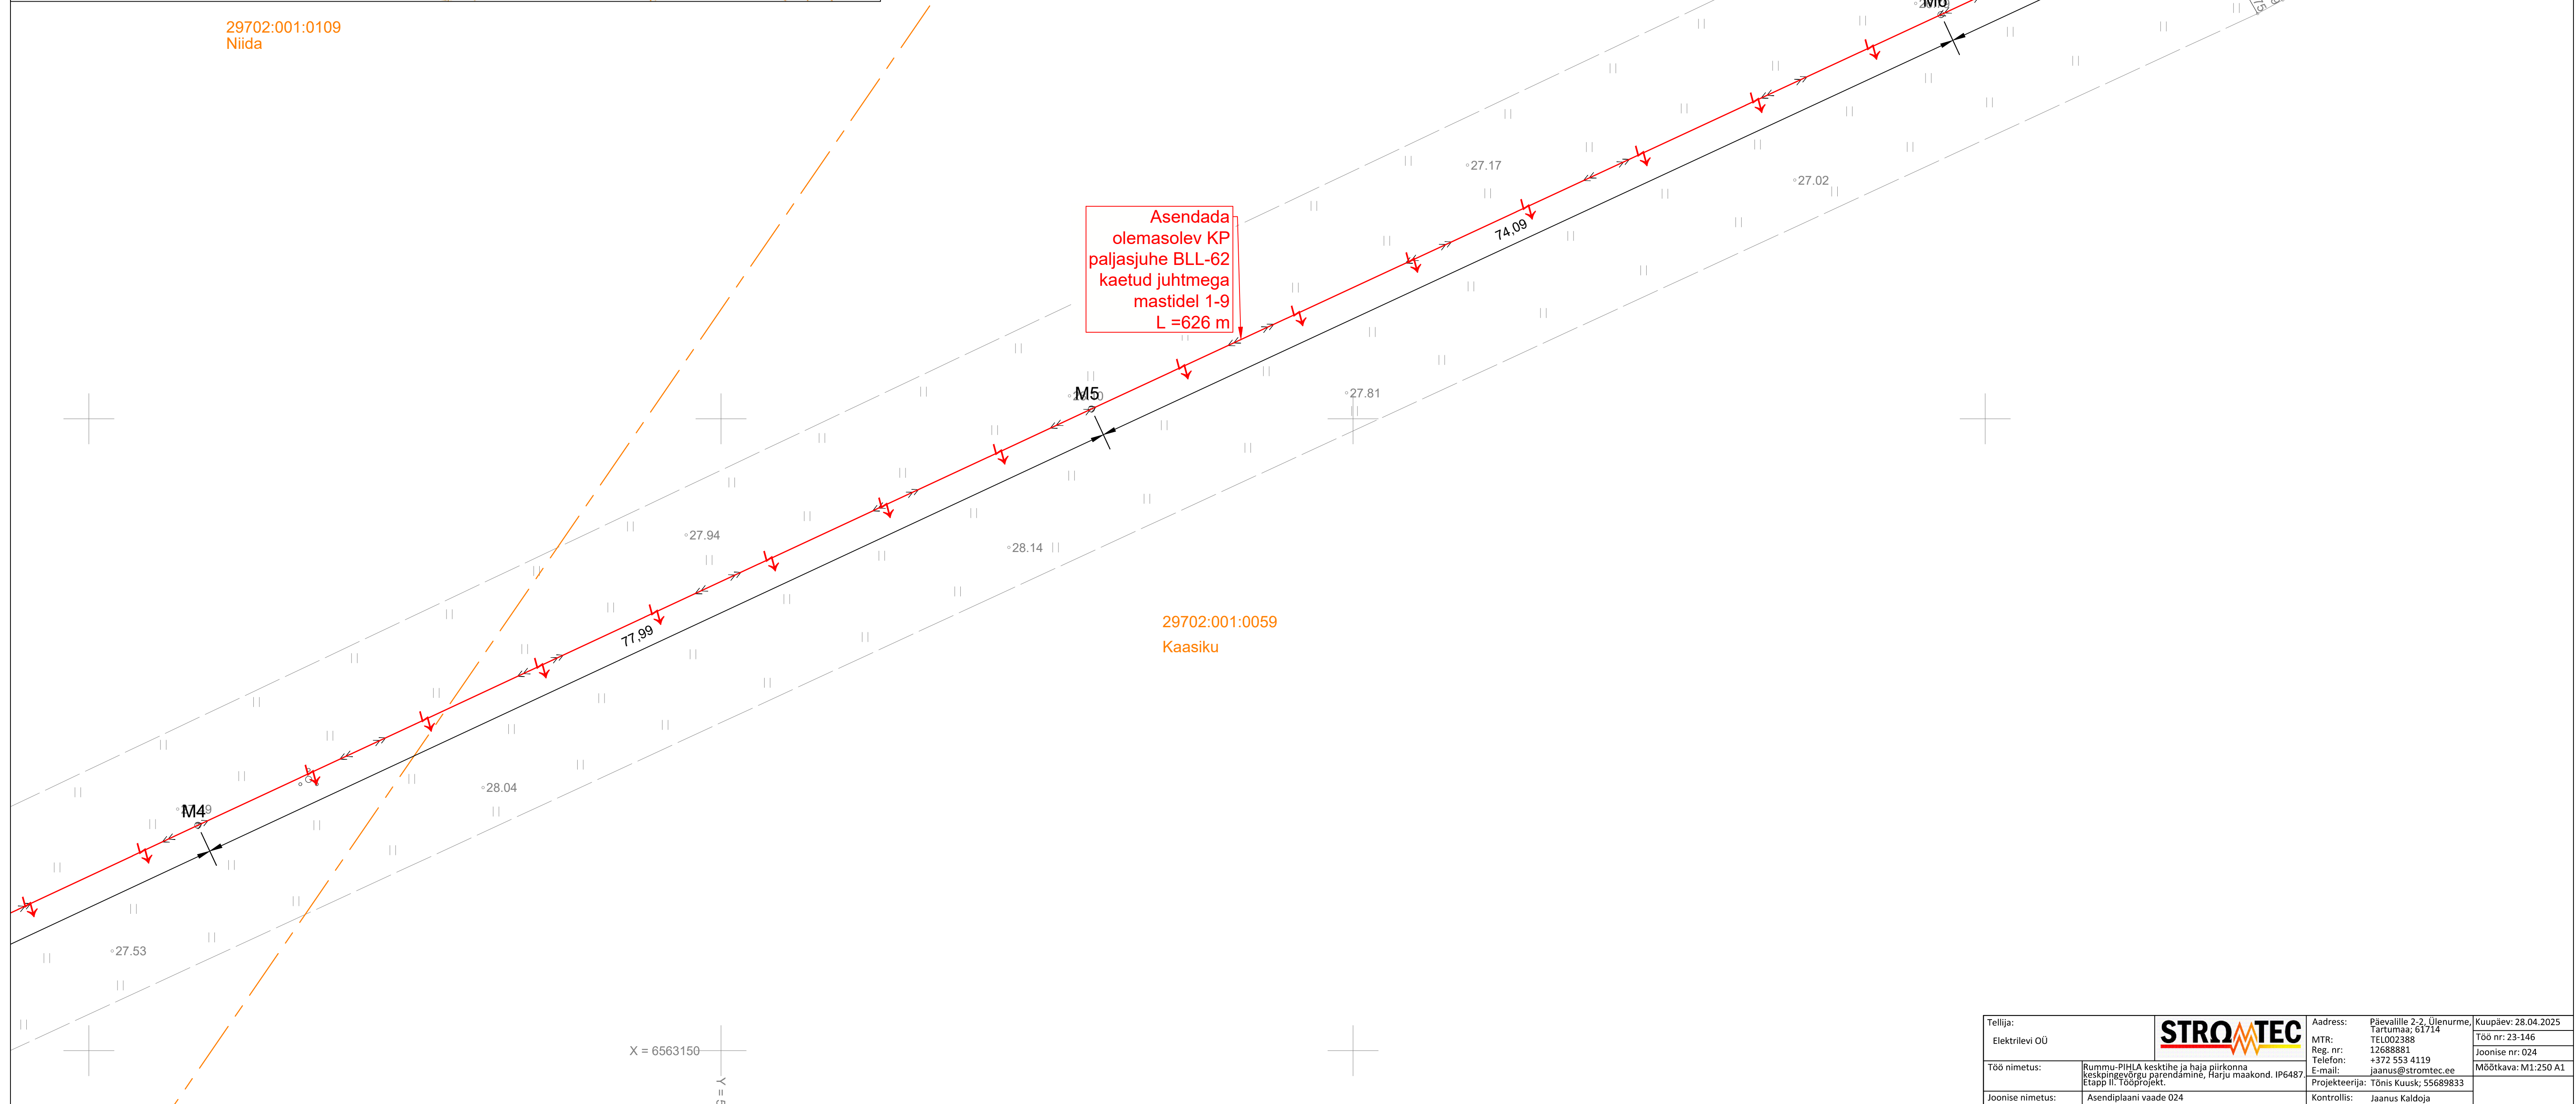 29702:001:0109
Niida
M6
27.17
27.02
Asendada
olemasolev KP
paljasjuhe BLL-62
kaetud juhtmega
mastidel 1-9
L =626 m
74,09
M5
27.81
27.94
28.14
77,99
29702:001:0059
Kaasiku
28.04
M4
27.53
X = 6563150
Tellija:
Elektrilevi OÜ
STROMTEC
Aadress: Päevalille 2-2, Ülenurme,
Tartumaa; 61714
MTR: TEL002388
Reg. nr: 12688881
Telefon: +372 553 4119
E-mail: jaanus@stromtec.ee
Kuupäev: 28.04.2025
Töö nr: 23-146
Joonise nr: 024
Mõõtkava: M1:250 A1
Töö nimetus:
Rummu-PIHLA kesktihe ja haja piirkonna
keskpingevõrgu parendamine, Harju maakond. IP6487.
Etapp II. Tööprojekt.
Projekteerija: Tõnis Kuusk; 55689833
Joonise nimetus: Asendiplaani vaade 024
Kontrollis: Jaanus Kaldoja